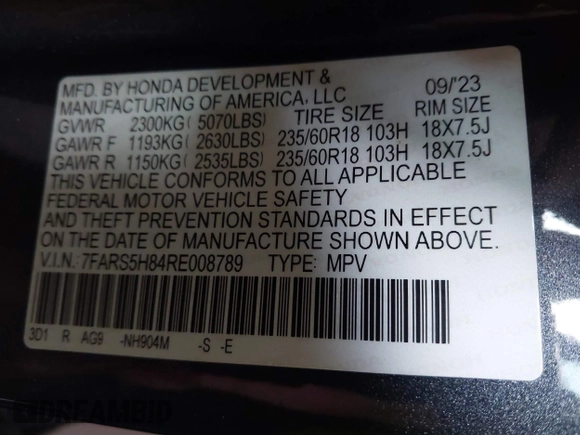 MFD. BY HONDA DEVELOPMENT &
MANUFACTURING OF AMERICA, LLC 09/'23
GVWR 2300KG( 5070LBS) TIRE SIZE RIM SIZE
GAWR F 1193KG( 2630LBS) 235/60R18 103H 18X7.5J
GAWR R 1150KG( 2535LBS) 235/60R18 103H 18X7.5J
THIS VEHICLE CONFORMS TO ALL APPLICABLE
FEDERAL MOTOR VEHICLE SAFETY
AND THEFT PREVENTION STANDARDS IN EFFECT
ON THE DATE OF MANUFACTURE SHOWN ABOVE.
V.I.N.:7FARS5H84RE008789 TYPE: MPV
3D1 R AG9 -NH904M -S -E
DREAMBID